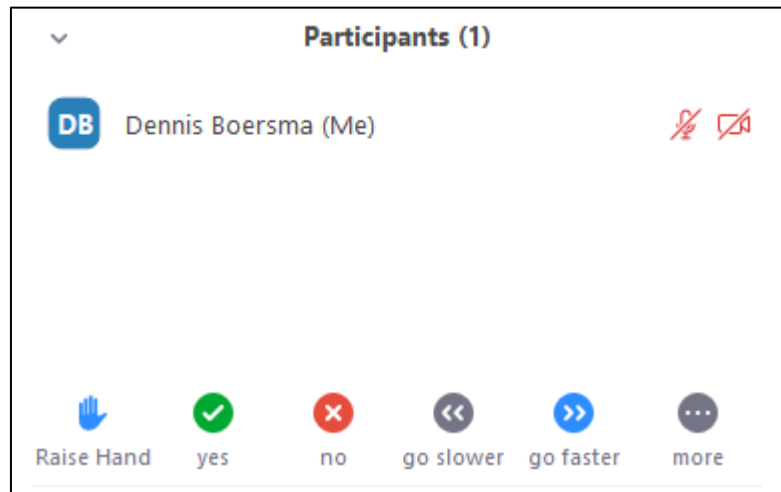 Participants (1)
DB Dennis Boersma (Me)
Raise Hand yes no go slower go faster more